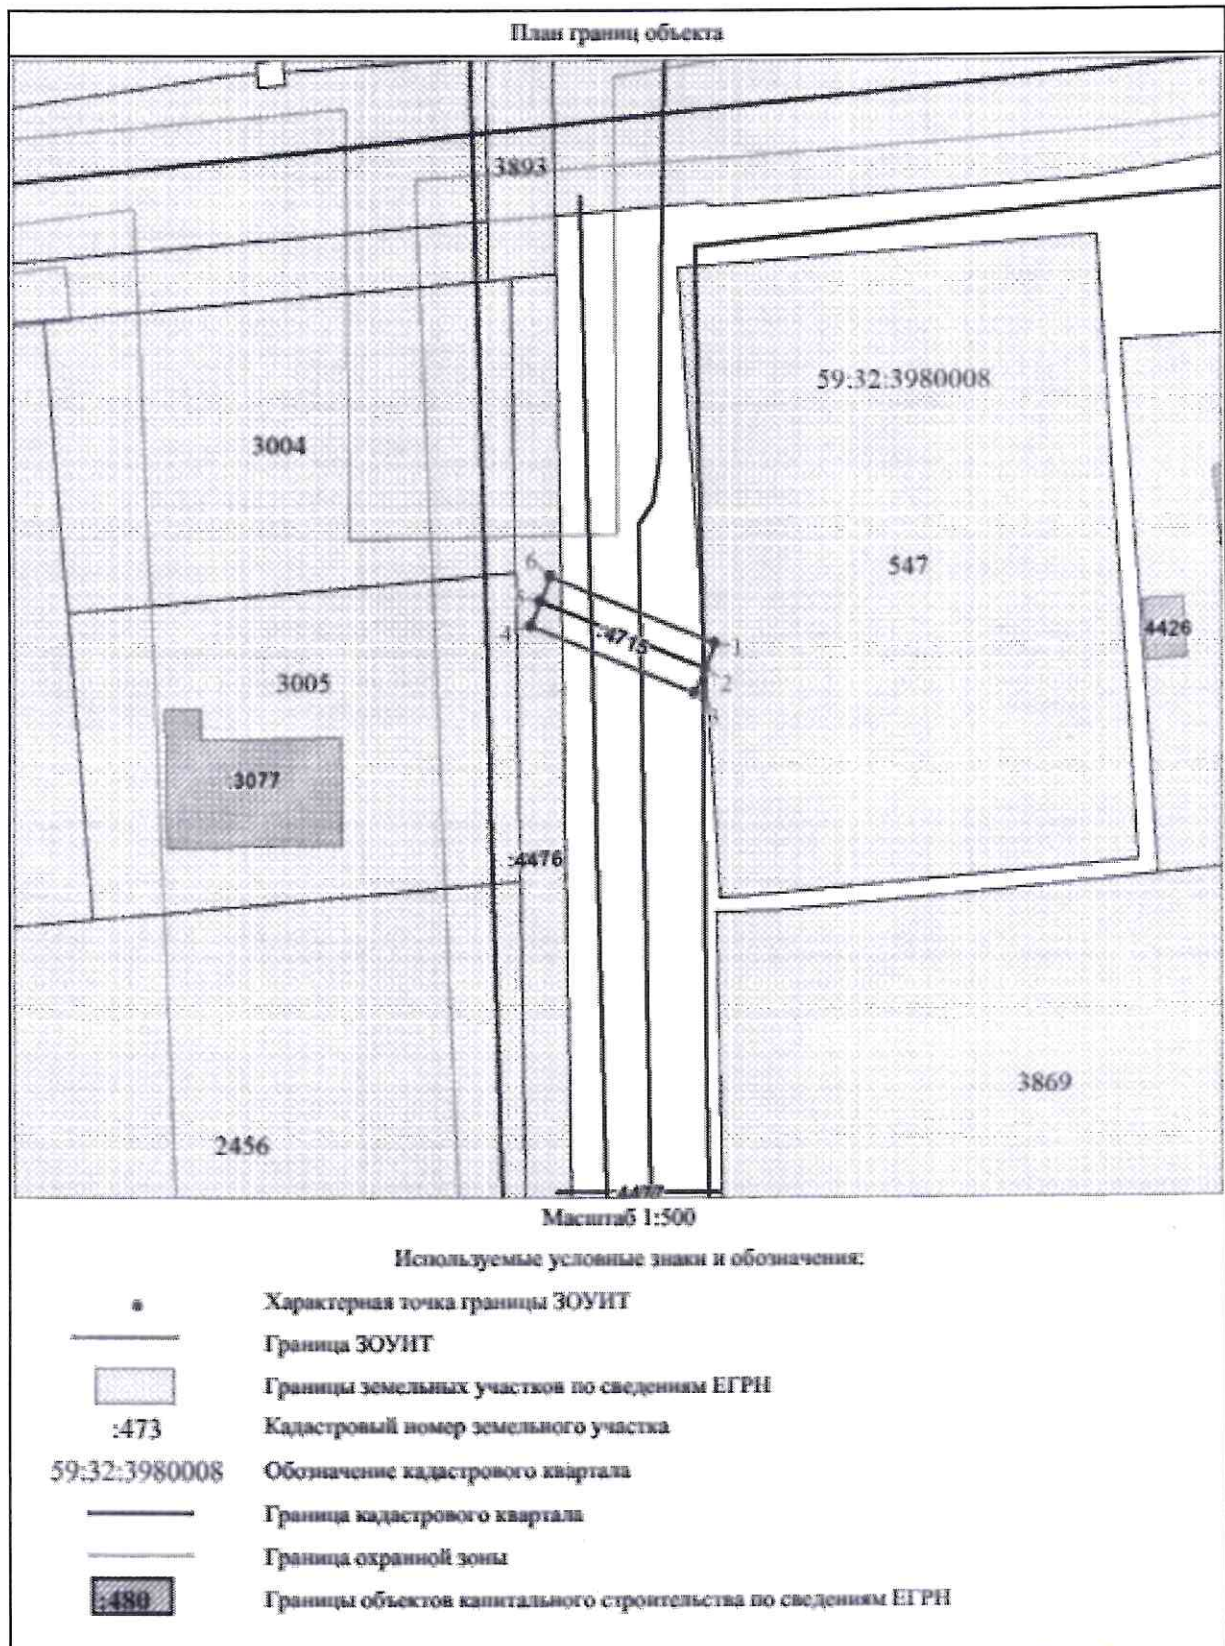 План границ объекта
3893
59:32:3980008
3004
547
6
:4715
1
4426
4
2
3005
3
:3077
:4476
3869
2456
:4477
Масштаб 1:500
Используемые условные знаки и обозначения:
Характерная точка границы ЗОУИТ
Граница ЗОУИТ
Границы земельных участков по сведениям ЕГРН
:473 Кадастровый номер земельного участка
59:32:3980008 Обозначение кадастрового квартала
Граница кадастрового квартала
Граница охранной зоны
:480 Границы объектов капитального строительства по сведениям ЕГРН